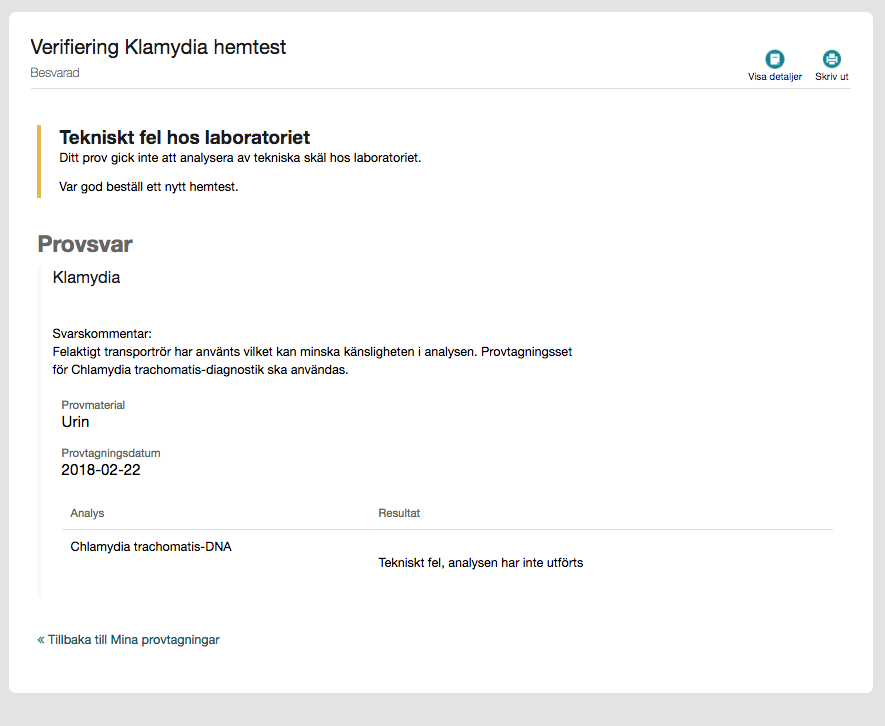 Verifiering Klamydia hemtest
Besvarad
Visa detaljer
Skriv ut
Tekniskt fel hos laboratoriet
Ditt prov gick inte att analysera av tekniska skäl hos laboratoriet.
Var god beställ ett nytt hemtest.
Provsvar
Klamydia
Svarskommentar:
Felaktigt transportrör har använts vilket kan minska känsligheten i analysen. Provtagningsset
för Chlamydia trachomatis-diagnostik ska användas.
Provmaterial
Urin
Provtagningsdatum
2018-02-22
Analys Resultat
Chlamydia trachomatis-DNA
Tekniskt fel, analysen har inte utförts
« Tillbaka till Mina provtagningar